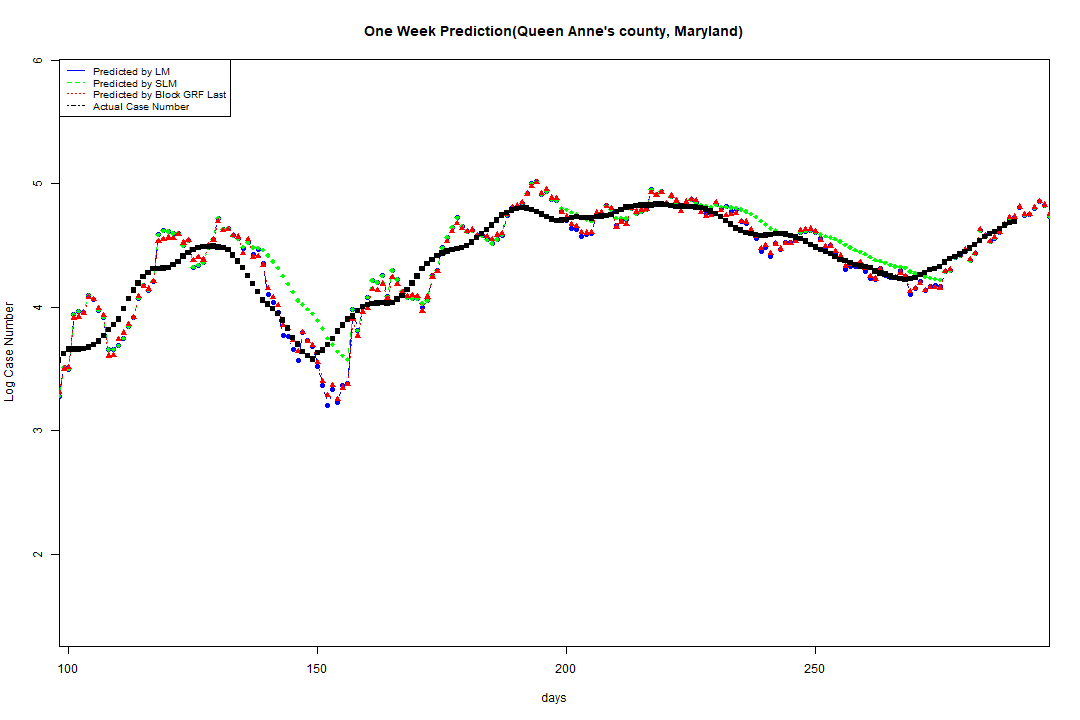 One Week Prediction(Queen Anne's county, Maryland)
6
Predicted by LM
Predicted by SLM
Predicted by Block GRF Last
Actual Case Number
5
4
3
2
Log Case Number
100 150 200 250
days